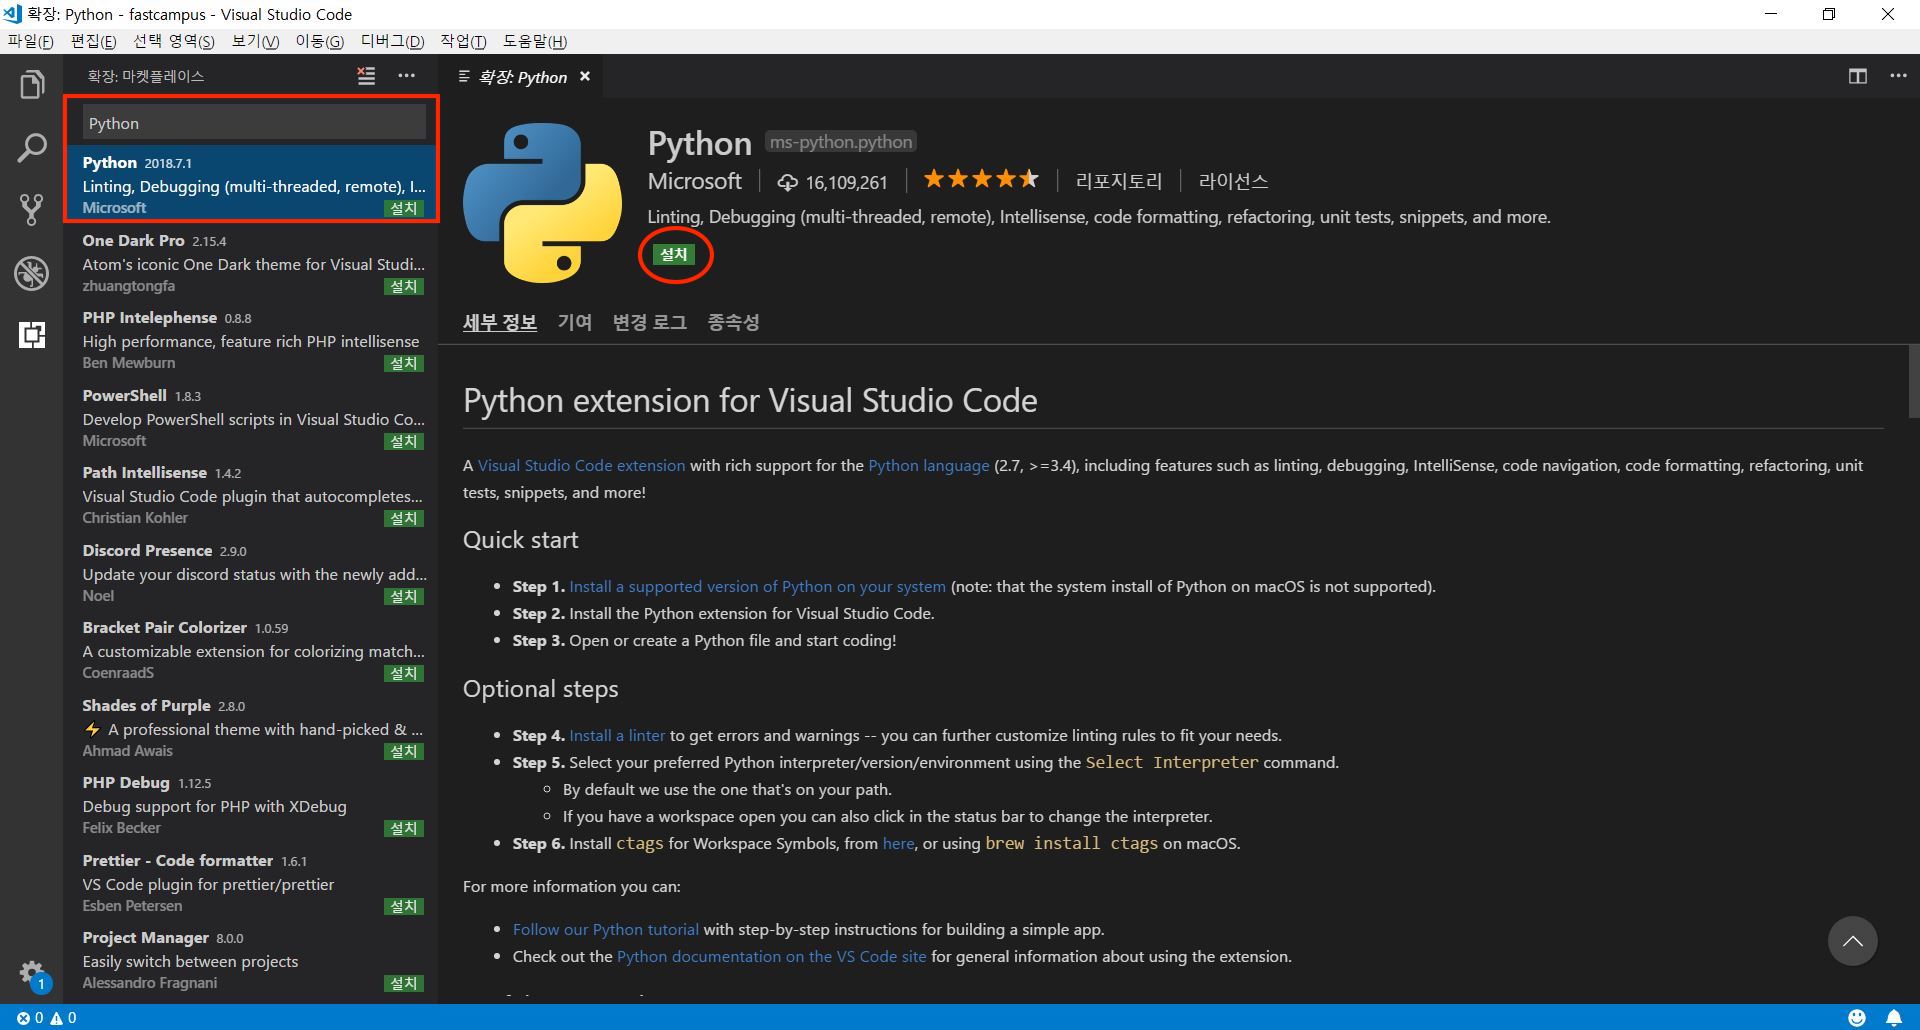 확장: Python - fastcampus - Visual Studio Code
파일(F) 편집(E) 선택 영역(S) 보기(V) 이동(G) 디버그(D) 작업(T) 도움말(H)
확장: 마켓플레이스
Python
Python 2018.7.1
Linting, Debugging (multi-threaded, remote), I...
Microsoft 설치
One Dark Pro 2.15.4
Atom's iconic One Dark theme for Visual Studi...
zhuangtongfa 설치
PHP Intelephense 0.8.8
High performance, feature rich PHP intellisense
Ben Mewburn 설치
PowerShell 1.8.3
Develop PowerShell scripts in Visual Studio Co...
Microsoft 설치
Path Intellisense 1.4.2
Visual Studio Code plugin that autocompletes...
Christian Kohler 설치
Discord Presence 2.9.0
Update your discord status with the newly add...
Noel 설치
Bracket Pair Colorizer 1.0.59
A customizable extension for colorizing match...
CoenraadS 설치
Shades of Purple 2.8.0
⚡ A professional theme with hand-picked & ...
Ahmad Awais 설치
PHP Debug 1.12.5
Debug support for PHP with XDebug
Felix Becker 설치
Prettier - Code formatter 1.6.1
VS Code plugin for prettier/prettier
Esben Petersen 설치
Project Manager 8.0.0
Easily switch between projects
Alessandro Fragnani 설치
1
확장: Python
Python ms-python.python
Microsoft 16,109,261 리포지토리 라이선스
Linting, Debugging (multi-threaded, remote), Intellisense, code formatting, refactoring, unit tests, snippets, and more.
설치
세부 정보 기여 변경 로그 종속성
Python extension for Visual Studio Code
A Visual Studio Code extension with rich support for the Python language (2.7, >=3.4), including features such as linting, debugging, IntelliSense, code navigation, code formatting, refactoring, unit
tests, snippets, and more!
Quick start
• Step 1. Install a supported version of Python on your system (note: that the system install of Python on macOS is not supported).
• Step 2. Install the Python extension for Visual Studio Code.
• Step 3. Open or create a Python file and start coding!
Optional steps
• Step 4. Install a linter to get errors and warnings -- you can further customize linting rules to fit your needs.
• Step 5. Select your preferred Python interpreter/version/environment using the Select Interpreter command.
◦ By default we use the one that's on your path.
◦ If you have a workspace open you can also click in the status bar to change the interpreter.
• Step 6. Install ctags for Workspace Symbols, from here, or using brew install ctags on macOS.
For more information you can:
• Follow our Python tutorial with step-by-step instructions for building a simple app.
• Check out the Python documentation on the VS Code site for general information about using the extension.
0 0